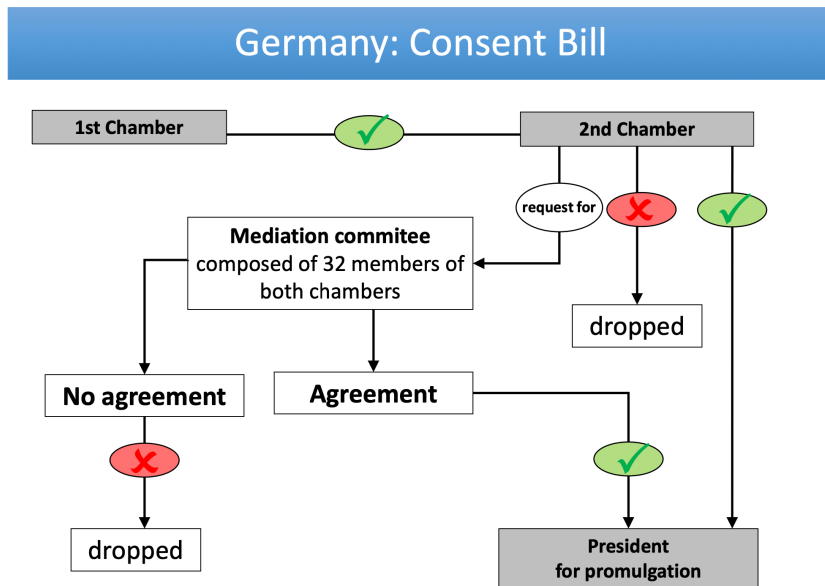 Germany: Consent Bill
1st Chamber
2nd Chamber
request for
Mediation commitee
composed of 32 members of
both chambers
dropped
No agreement
Agreement
dropped
President
for promulgation